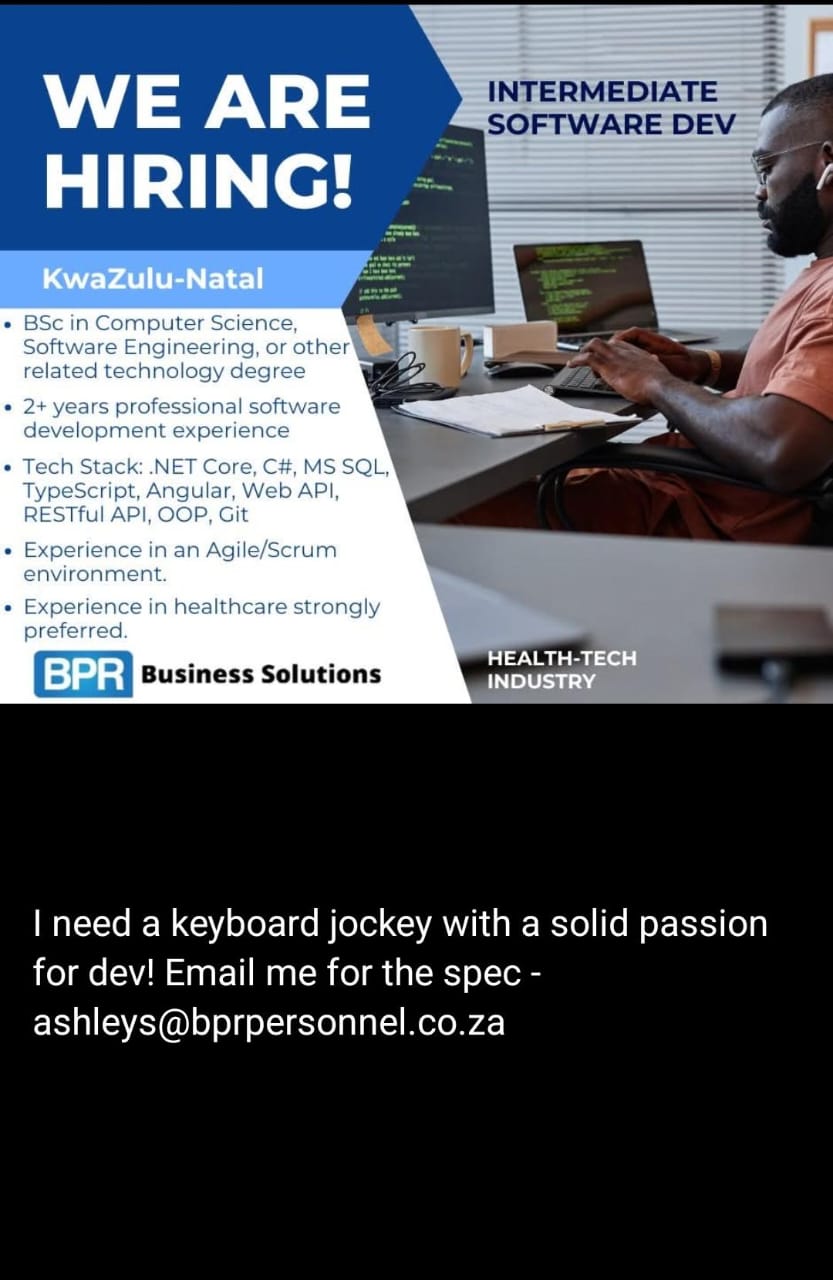 WE ARE
HIRING!
INTERMEDIATE
SOFTWARE DEV
KwaZulu-Natal
• BSc in Computer Science,
Software Engineering, or other
related technology degree
• 2+ years professional software
development experience
• Tech Stack: .NET Core, C#, MS SQL,
TypeScript, Angular, Web API,
RESTful API, OOP, Git
• Experience in an Agile/Scrum
environment.
• Experience in healthcare strongly
preferred.
BPR Business Solutions
HEALTH-TECH
INDUSTRY
I need a keyboard jockey with a solid passion
for dev! Email me for the spec -
ashleys@bprpersonnel.co.za